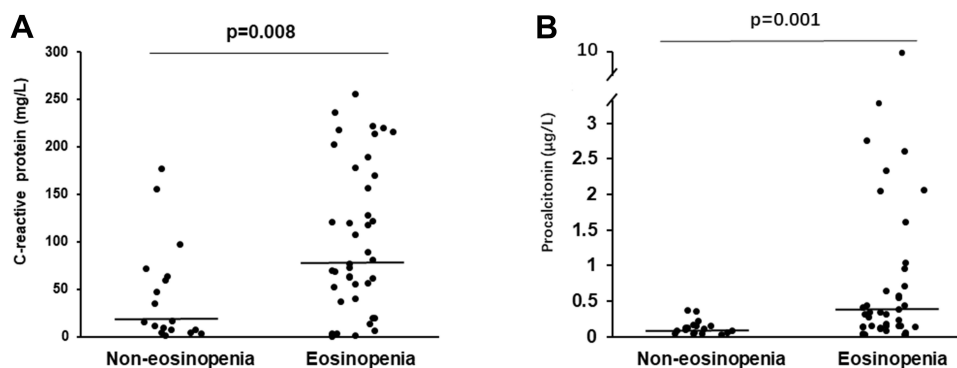 A
p=0.008
C-reactive protein (mg/L)
300
250
200
150
100
50
0
Non-eosinopenia Eosinopenia
B
p=0.001
Procalcitonin (μg/L)
10
3
2.5
2
1.5
1
0.5
0
Non-eosinopenia Eosinopenia